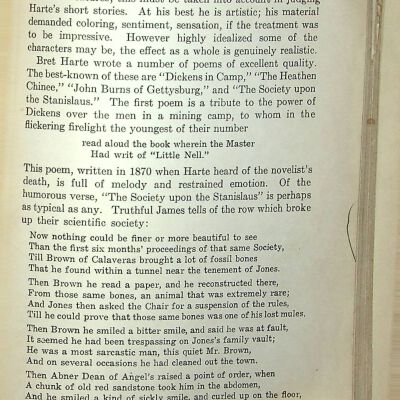 this must be taken into account in judging
Harte's short stories. At his best he is artistic; his material
demanded coloring, sentiment, sensation, if the treatment was
to be impressive. However highly idealized some of the
characters may be, the effect as a whole is genuinely realistic.
Bret Harte wrote a number of poems of excellent quality.
The best-known of these are "Dickens in Camp," "The Heathen
Chinee," "John Burns of Gettysburg," and "The Society upon
the Stanislaus." The first poem is a tribute to the power of
Dickens over the men in a mining camp, to whom in the
flickering firelight the youngest of their number
read aloud the book wherein the Master
Had writ of "Little Nell."
This poem, written in 1870 when Harte heard of the novelist's
death, is full of melody and restrained emotion. Of the
humorous verse, "The Society upon the Stanislaus" is perhaps
as typical as any. Truthful James tells of the row which broke
up their scientific society:
Now nothing could be finer or more beautiful to see
Than the first six months' proceedings of that same Society,
Till Brown of Calaveras brought a lot of fossil bones
That he found within a tunnel near the tenement of Jones.
Then Brown he read a paper, and he reconstructed there,
From those same bones, an animal that was extremely rare;
And Jones then asked the Chair for a suspension of the rules,
Till he could prove that those same bones was one of his lost mules.
Then Brown he smiled a bitter smile, and said he was at fault,
It seemed he had been trespassing on Jones's family vault;
He was a most sarcastic man, this quiet Mr. Brown,
And on several occasions he had cleaned out the town.
Then Abner Dean of Angel's raised a point of order, when
A chunk of old red sandstone took him in the abdomen,
And he smiled a kind of sickly smile, and curled up on the floor,